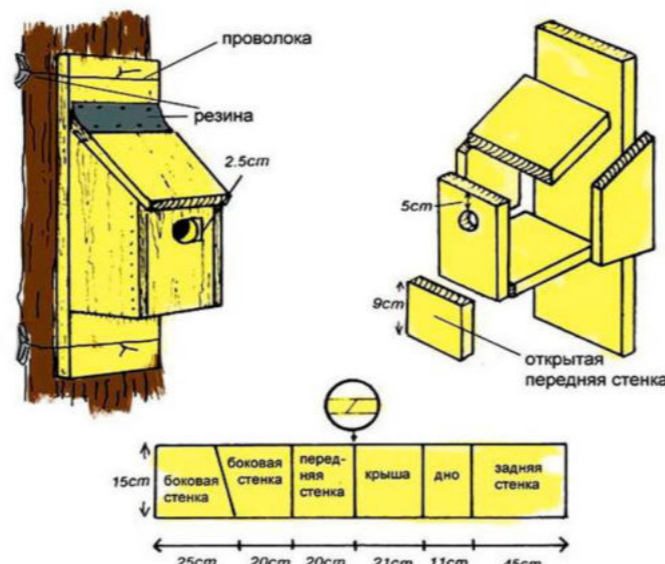 проволока
резина
2.5cm
5cm
9cm
открытая
передняя стенка
15cm
боковая
стенка
боковая
стенка
перед-
няя
стенка
крыша
дно
задняя
стенка
25cm
20cm
20cm
21cm
11cm
45cm